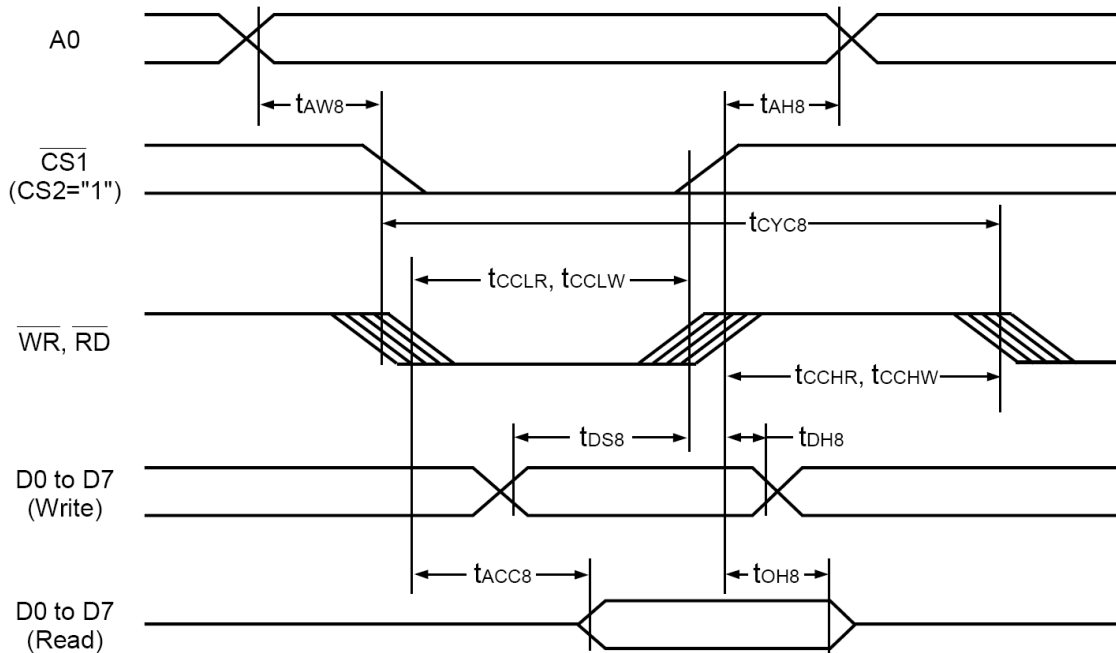 A0
tAW8
tAH8
CS1
(CS2="1")
tCYC8
tCCLR, tCCLW
WR, RD
tCCHR, tCCHW
tDS8
tDH8
D0 to D7
(Write)
tACC8
tOH8
D0 to D7
(Read)